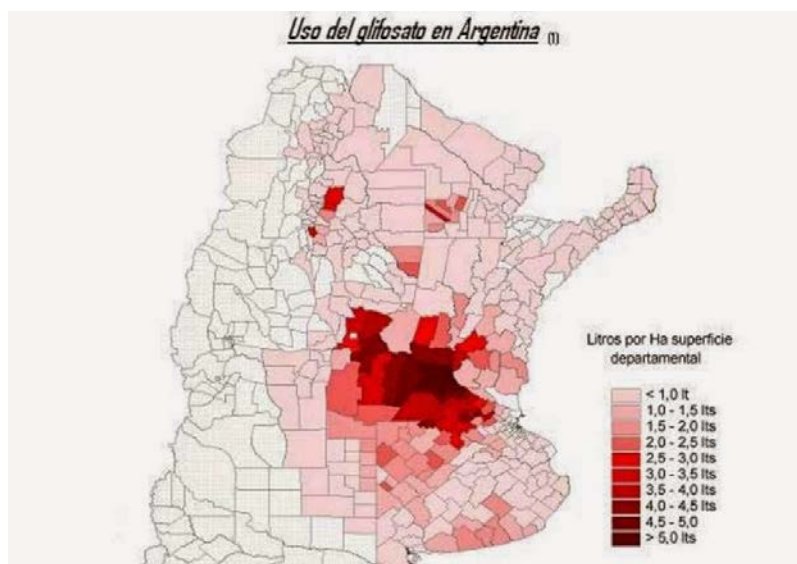 Uso del glifosato en Argentina (1)
Litros por Ha superficie
departamental
< 1,0 lt
1,0 - 1,5 lts
1,5 - 2,0 lts
2,0 - 2,5 lts
2,5 - 3,0 lts
3,0 - 3,5 lts
3,5 - 4,0 lts
4,0 - 4,5 lts
4,5 - 5,0
> 5,0 lts